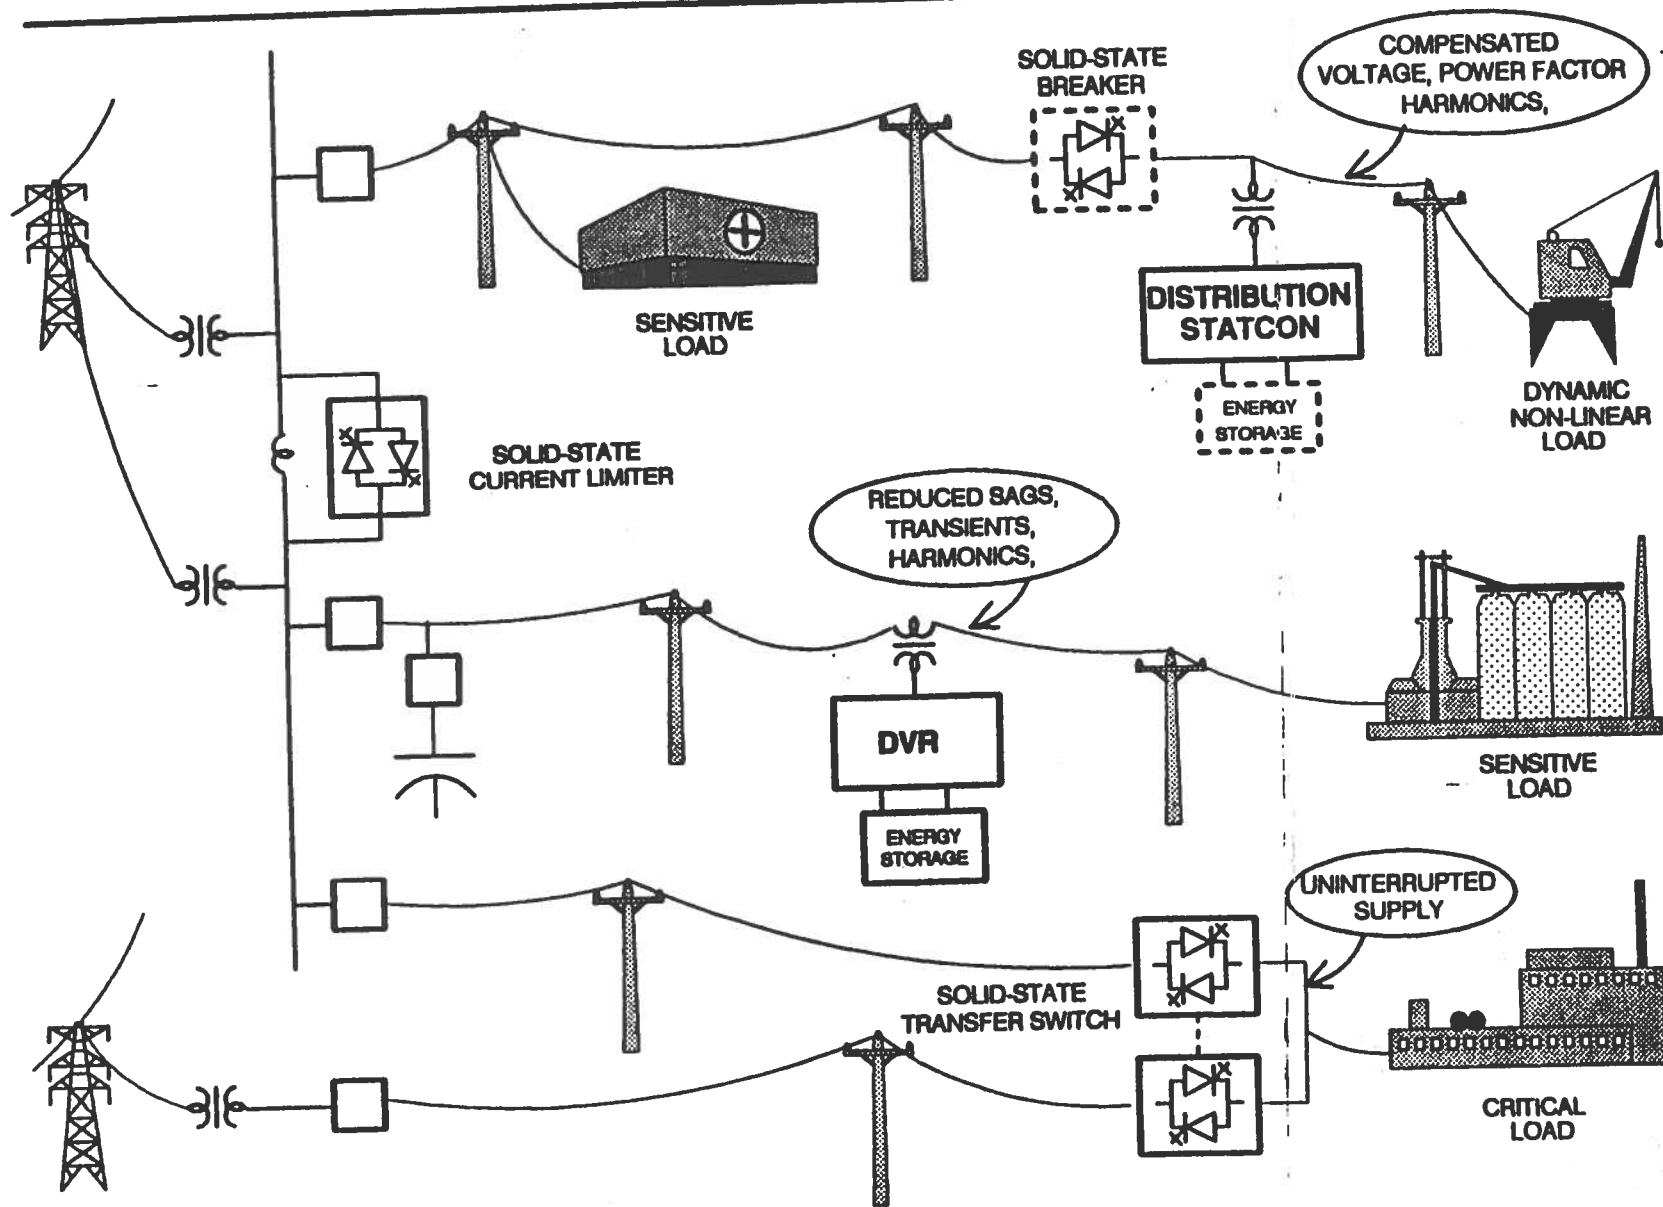 SOLID-STATE
BREAKER
COMPENSATED
VOLTAGE, POWER FACTOR
HARMONICS,
SENSITIVE
LOAD
DISTRIBUTION
STATCON
ENERGY
STORAGE
DYNAMIC
NON-LINEAR
LOAD
SOLID-STATE
CURRENT LIMITER
REDUCED SAGS,
TRANSIENTS,
HARMONICS,
DVR
ENERGY
STORAGE
SENSITIVE
LOAD
UNINTERRUPTED
SUPPLY
SOLID-STATE
TRANSFER SWITCH
CRITICAL
LOAD